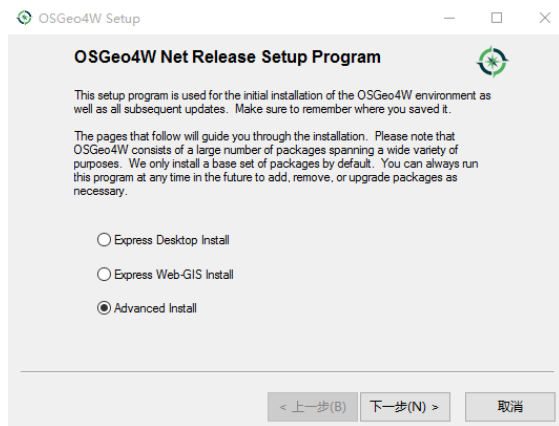 OSGeo4W Setup
OSGeo4W Net Release Setup Program
This setup program is used for the initial installation of the OSGeo4W environment as
well as all subsequent updates. Make sure to remember where you saved it.
The pages that follow will guide you through the installation. Please note that
OSGeo4W consists of a large number of packages spanning a wide variety of
purposes. We only install a base set of packages by default. You can always run
this program at any time in the future to add, remove, or upgrade packages as
necessary.
Express Desktop Install
Express Web-GIS Install
Advanced Install
< 上一步(B) 下一步(N) > 取消